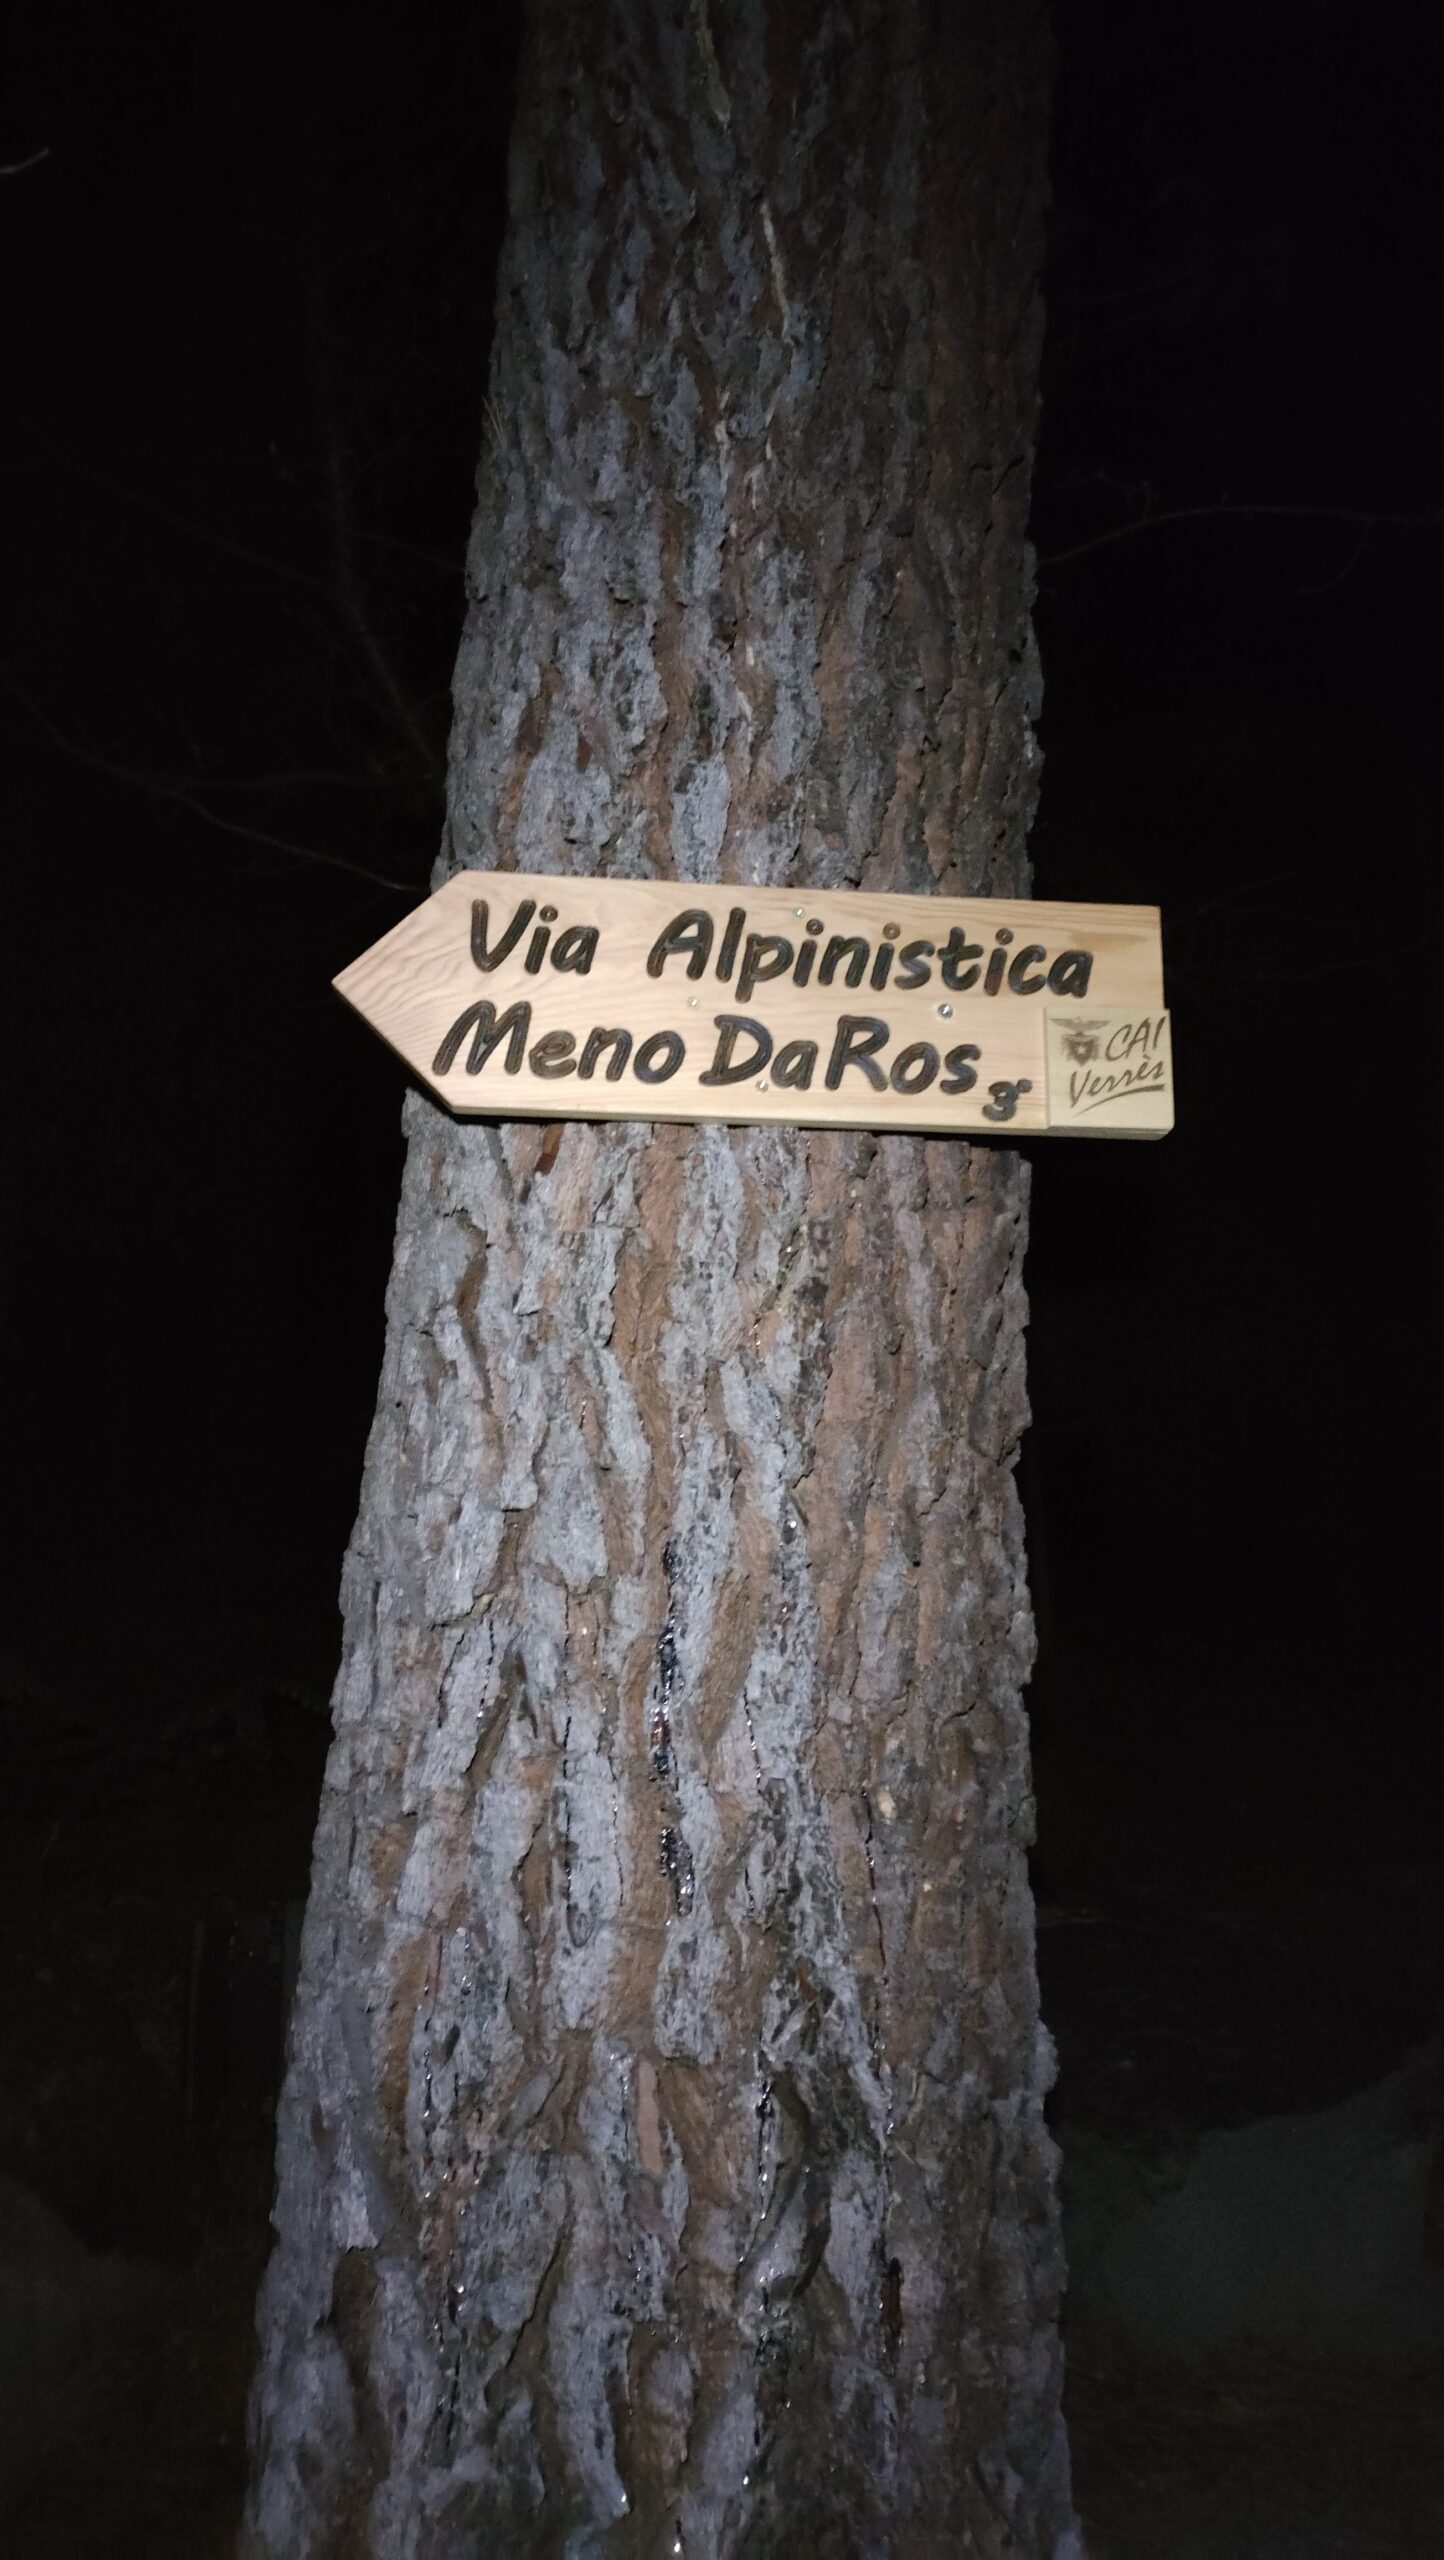 Via Alpinistica
Meno DaRos 3°
CAI
Verrès